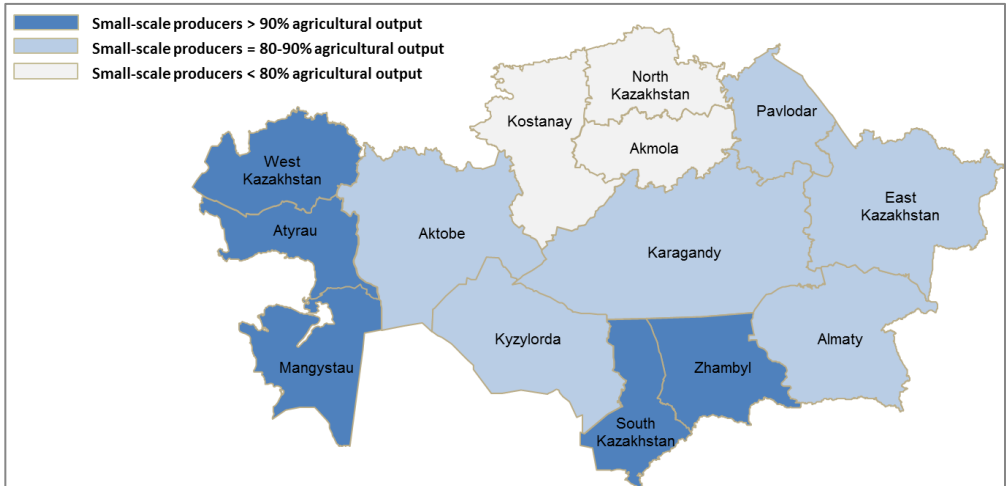 Small-scale producers > 90% agricultural output
Small-scale producers = 80-90% agricultural output
Small-scale producers < 80% agricultural output
North
Kazakhstan
Pavlodar
Kostanay
Akmola
West
Kazakhstan
East
Kazakhstan
Atyrau
Aktobe
Karagandy
Kyzylorda
Almaty
Mangystau
Zhambyl
South
Kazakhstan